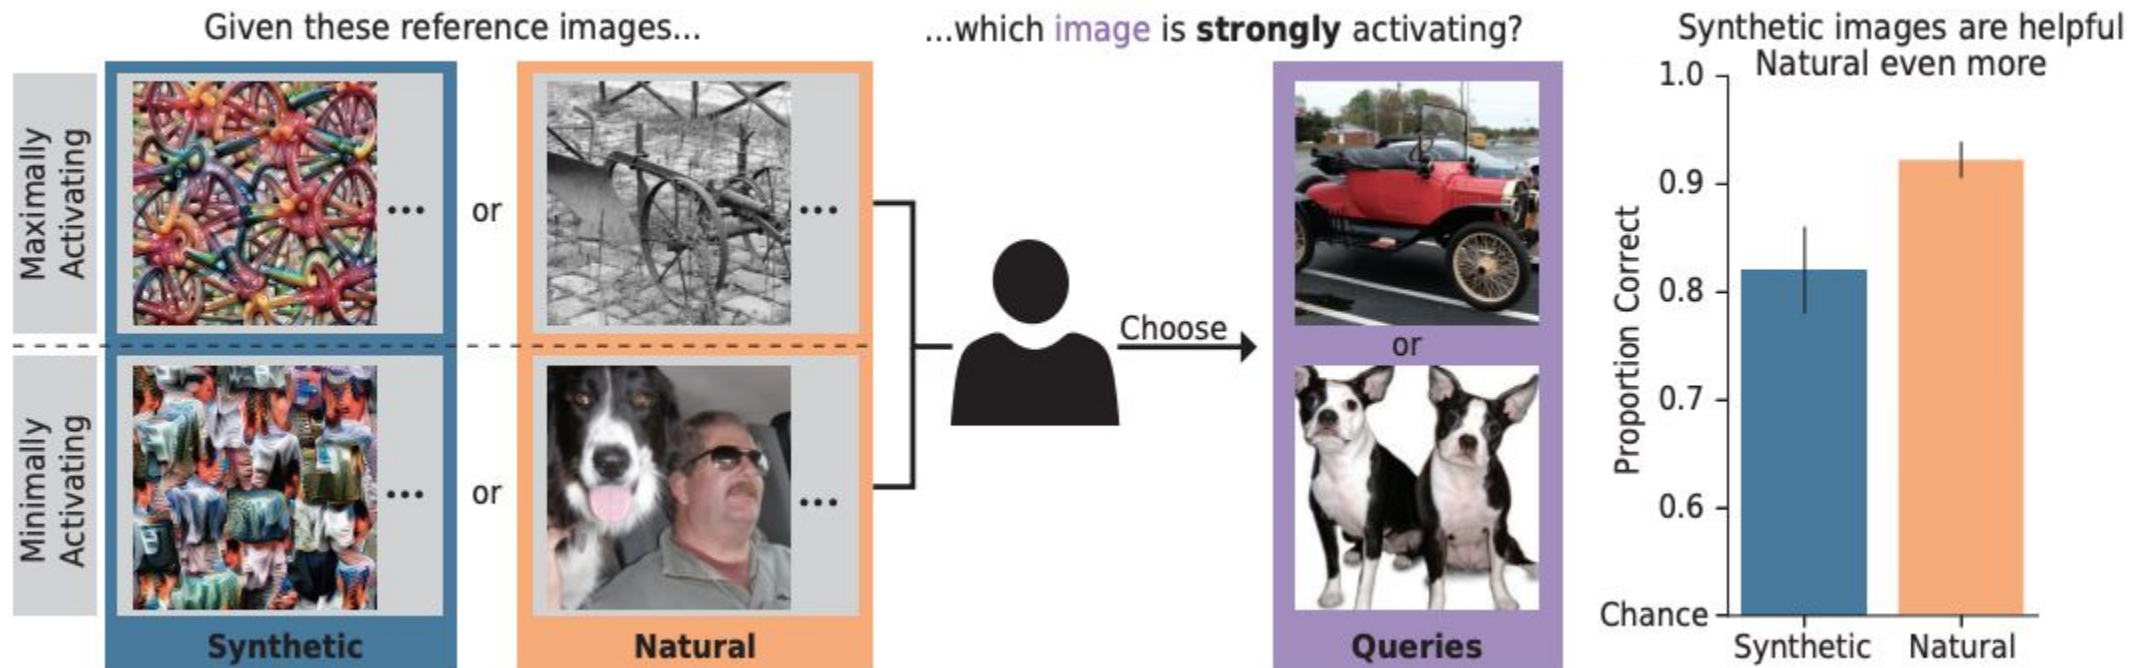 Given these reference images...
...which image is strongly activating?
Maximally
Activating
...
or
...
Minimally
Activating
...
or
...
Synthetic
Natural
Choose
or
Queries
Synthetic images are helpful
Natural even more
Proportion Correct
1.0
0.9
0.8
0.7
0.6
Chance
Synthetic
Natural